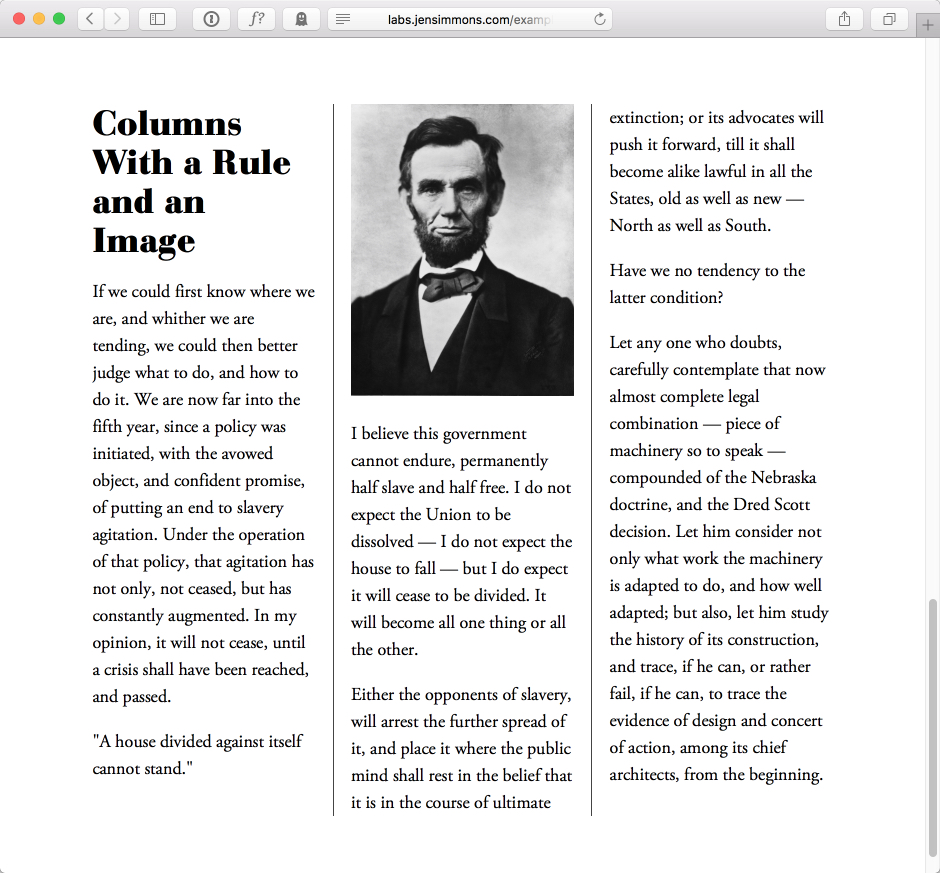 f?
labs.jensimmons.com/examp
Columns
With a Rule
and an
Image
If we could first know where we
are, and whither we are
tending, we could then better
judge what to do, and how to
do it. We are now far into the
fifth year, since a policy was
initiated, with the avowed
object, and confident promise,
of putting an end to slavery
agitation. Under the operation
of that policy, that agitation has
not only, not ceased, but has
constantly augmented. In my
opinion, it will not cease, until
a crisis shall have been reached,
and passed.
"A house divided against itself
cannot stand."
I believe this government
cannot endure, permanently
half slave and half free. I do not
expect the Union to be
dissolved — I do not expect the
house to fall — but I do expect
it will cease to be divided. It
will become all one thing or all
the other.
Either the opponents of slavery,
will arrest the further spread of
it, and place it where the public
mind shall rest in the belief that
it is in the course of ultimate
extinction; or its advocates will
push it forward, till it shall
become alike lawful in all the
States, old as well as new —
North as well as South.
Have we no tendency to the
latter condition?
Let any one who doubts,
carefully contemplate that now
almost complete legal
combination — piece of
machinery so to speak —
compounded of the Nebraska
doctrine, and the Dred Scott
decision. Let him consider not
only what work the machinery
is adapted to do, and how well
adapted; but also, let him study
the history of its construction,
and trace, if he can, or rather
fail, if he can, to trace the
evidence of design and concert
of action, among its chief
architects, from the beginning.